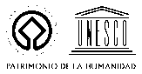 UNESCO
PATRIMONIO DE LA HUMANIDAD